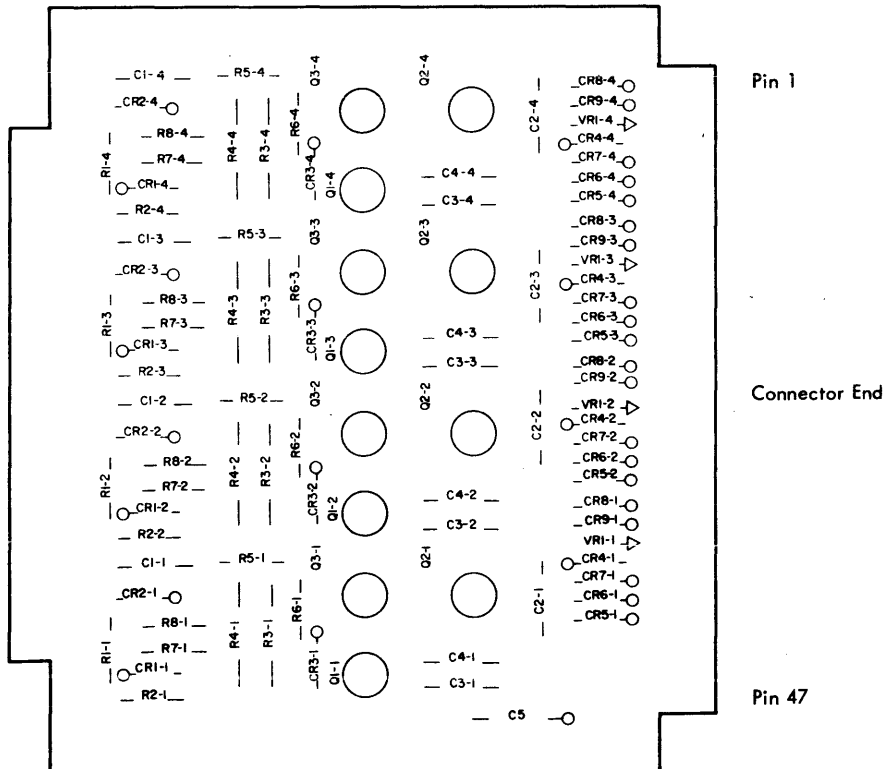 C1-4 R5-4 Q3-4 Q2-4 CR8-4 Pin 1
CR2-4 R4-4 R3-4 R6-4 C2-4 CR9-4
VR1-4
R8-4 CR4-4
R1-4 R7-4 CR3-4 CR7-4
CR1-4 Q1-4 C4-4 CR6-4
C3-4 CR5-4
R2-4
CR8-3
C1-3 R5-3 Q3-3 Q2-3 CR9-3
VR1-3
CR2-3 R4-3 R3-3 R6-3 C2-3 CR4-3
R8-3 CR7-3
R1-3 R7-3 CR3-3 CR6-3
CR1-3 Q1-3 C4-3 CR5-3
C3-3 CR8-2
R2-3 CR9-2
C1-2 R5-2 Q3-2 Q2-2 VR1-2 Connector End
CR4-2
CR2-2 R4-2 R3-2 R6-2 C2-2 CR7-2
R8-2 CR6-2
R1-2 R7-2 CR3-2 CR5-2
CR1-2 Q1-2 C4-2 CR8-1
C3-2 CR9-1
R2-2 VR1-1
C1-1 R5-1 Q3-1 Q2-1 CR4-1
CR7-1
CR2-1 R4-1 R3-1 R6-1 C2-1 CR6-1
R8-1 CR5-1
R1-1 R7-1 CR3-1
CR1-1 Q1-1 C4-1
C3-1
R2-1 Pin 47
C5